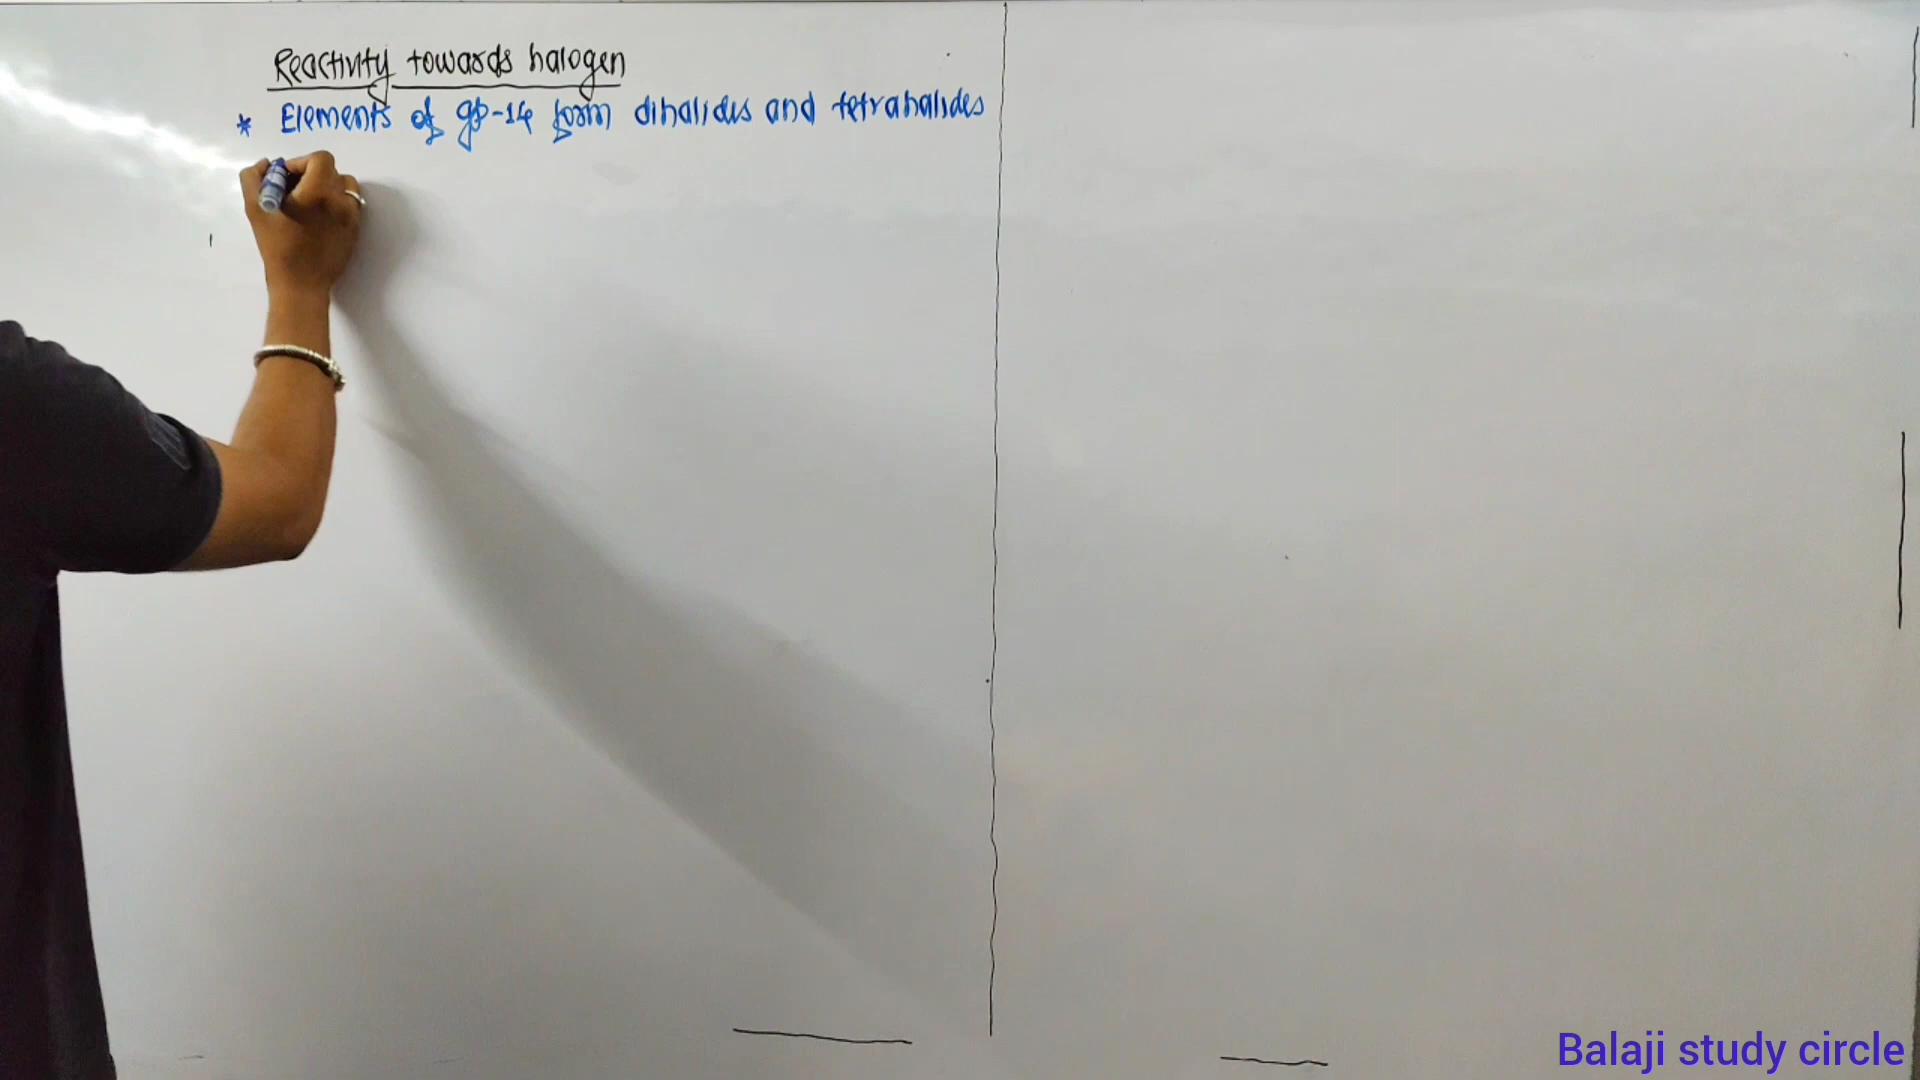 Reactivity towards halogen
* Elements of gp-14 form dihalides and tetrahalides
Balaji study circle